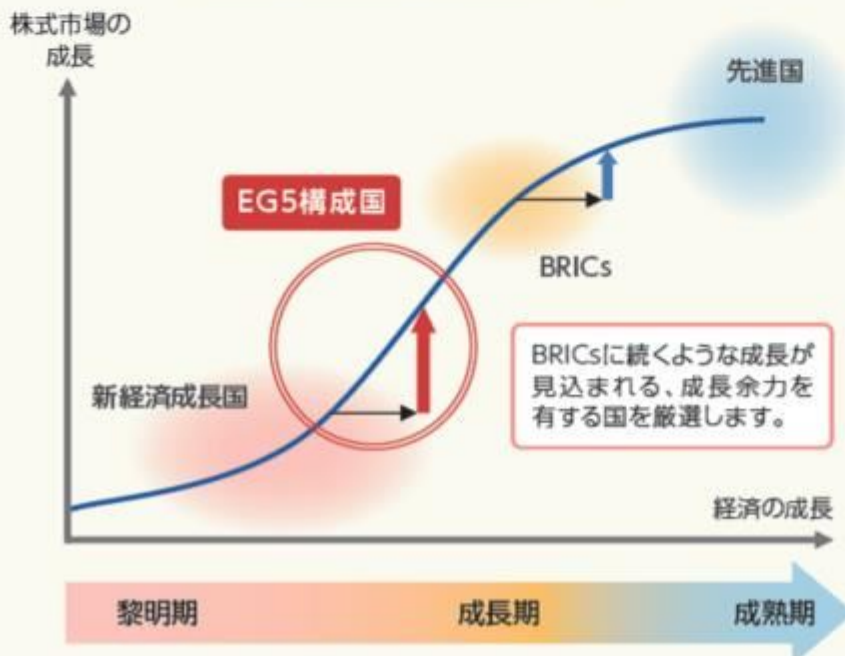 株式市場の
成長
先進国
EG5構成国
BRICs
BRICsに続くような成長が
見込まれる、成長余力を
有する国を厳選します。
新経済成長国
経済の成長
黎明期
成長期
成熟期